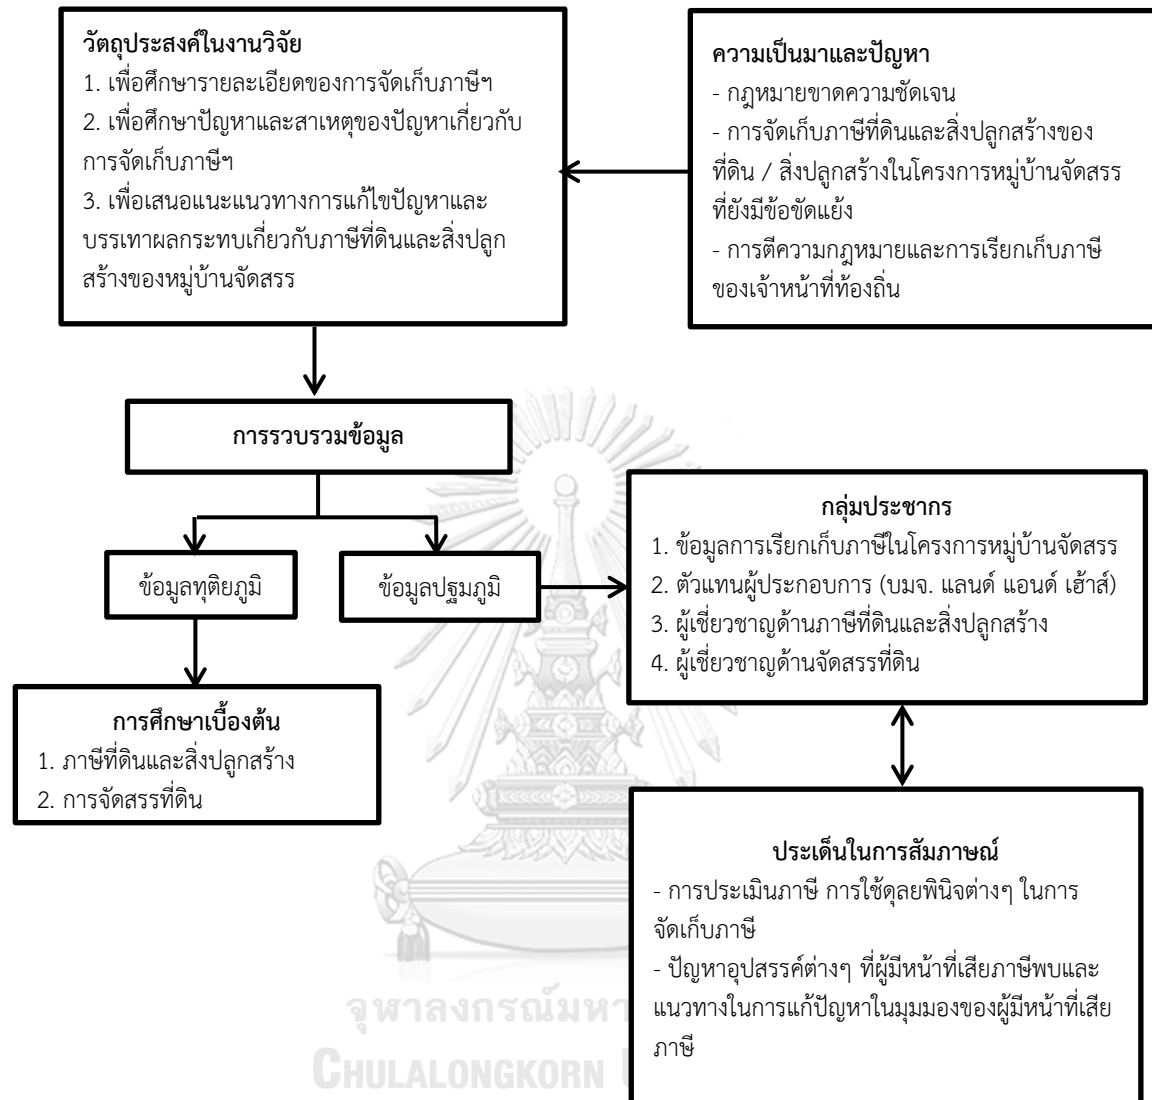 วัตถุประสงค์ในงานวิจัย
1. เพื่อศึกษารายละเอียดของการจัดเก็บภาษีฯ
2. เพื่อศึกษาปัญหาและสาเหตุของปัญหาเกี่ยวกับ
การจัดเก็บภาษีฯ
3. เพื่อเสนอแนะแนวทางการแก้ไขปัญหาและ
บรรเทาผลกระทบเกี่ยวกับภาษีที่ดินและสิ่งปลูก
สร้างของหมู่บ้านจัดสรร
ความเป็นมาและปัญหา
- กฎหมายขาดความชัดเจน
- การจัดเก็บภาษีที่ดินและสิ่งปลูกสร้างของ
ที่ดิน / สิ่งปลูกสร้างในโครงการหมู่บ้านจัดสรร
ที่ยังมีข้อขัดแย้ง
- การตีความกฎหมายและการเรียกเก็บภาษี
ของเจ้าหน้าที่ท้องถิ่น
การรวบรวมข้อมูล
ข้อมูลทุติยภูมิ
ข้อมูลปฐมภูมิ
กลุ่มประชากร
1. ข้อมูลการเรียกเก็บภาษีในโครงการหมู่บ้านจัดสรร
2. ตัวแทนผู้ประกอบการ (บมจ. แลนด์ แอนด์ เฮ้าส์)
3. ผู้เชี่ยวชาญด้านภาษีที่ดินและสิ่งปลูกสร้าง
4. ผู้เชี่ยวชาญด้านจัดสรรที่ดิน
การศึกษาเบื้องต้น
1. ภาษีที่ดินและสิ่งปลูกสร้าง
2. การจัดสรรที่ดิน
ประเด็นในการสัมภาษณ์
- การประเมินภาษี การใช้ดุลยพินิจต่างๆ ในการ
จัดเก็บภาษี
- ปัญหาอุปสรรค์ต่างๆ ที่ผู้มีหน้าที่เสียภาษีพบและ
แนวทางในการแก้ปัญหาในมุมมองของผู้มีหน้าที่เสีย
ภาษี
จุฬาลงกรณ์มหา
CHULALONGKORN